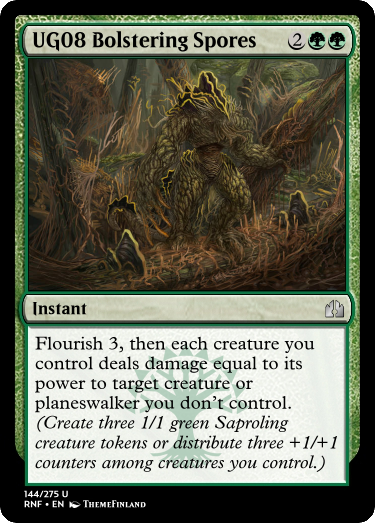 UG08 Bolstering Spores 2
Instant
Flourish 3, then each creature you
control deals damage equal to its
power to target creature or
planeswalker you don't control.
(Create three 1/1 green Saproling
creature tokens or distribute three +1/+1
counters among creatures you control.)
144/275 U
RNF • EN ThemeFinland